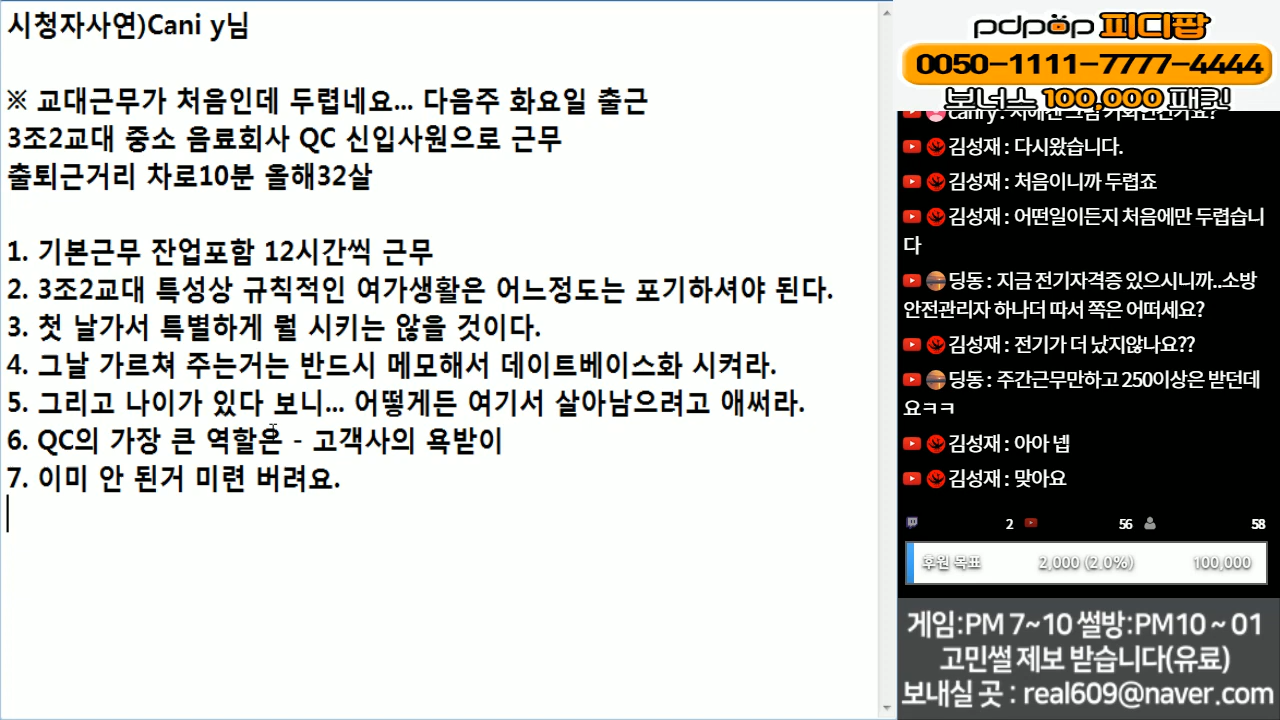 시청자사연)Cani y님
※ 교대근무가 처음인데 두렵네요... 다음주 화요일 출근
3조2교대 중소 음료회사 QC 신입사원으로 근무
출퇴근거리 차로10분 올해32살
1. 기본근무 잔업포함 12시간씩 근무
2. 3조2교대 특성상 규칙적인 여가생활은 어느정도는 포기하셔야 된다.
3. 첫 날가서 특별하게 뭘 시키는 않을 것이다.
4. 그날 가르쳐 주는거는 반드시 메모해서 데이트베이스화 시켜라.
5. 그리고 나이가 있다 보니... 어떻게든 여기서 살아남으려고 애써라.
6. QC의 가장 큰 역할은 - 고객사의 욕받이
7. 이미 안 된거 미련 버려요.
pdpop 피디팝
0050-1111-7777-4444
보너스 100,000 패킷
김성재 : 다시왔습니다.
김성재 : 처음이니까 두렵죠
김성재 : 어떤일이든지 처음에만 두렵습니
다
딩동 : 지금 전기자격증 있으시니까..소방
안전관리자 하나더 따서 쪽은 어떠세요?
김성재 : 전기가 더 낫지않나요??
딩동 : 주간근무만하고 250이상은 받던데
요ㅋㅋ
김성재 : 아아 넵
김성재 : 맞아요
2 56 58
후원 목표 2,000 (2.0%) 100,000
게임:PM 7~10 썰방:PM10 ~ 01
고민썰 제보 받습니다(유료)
보내실 곳 : real609@naver.com